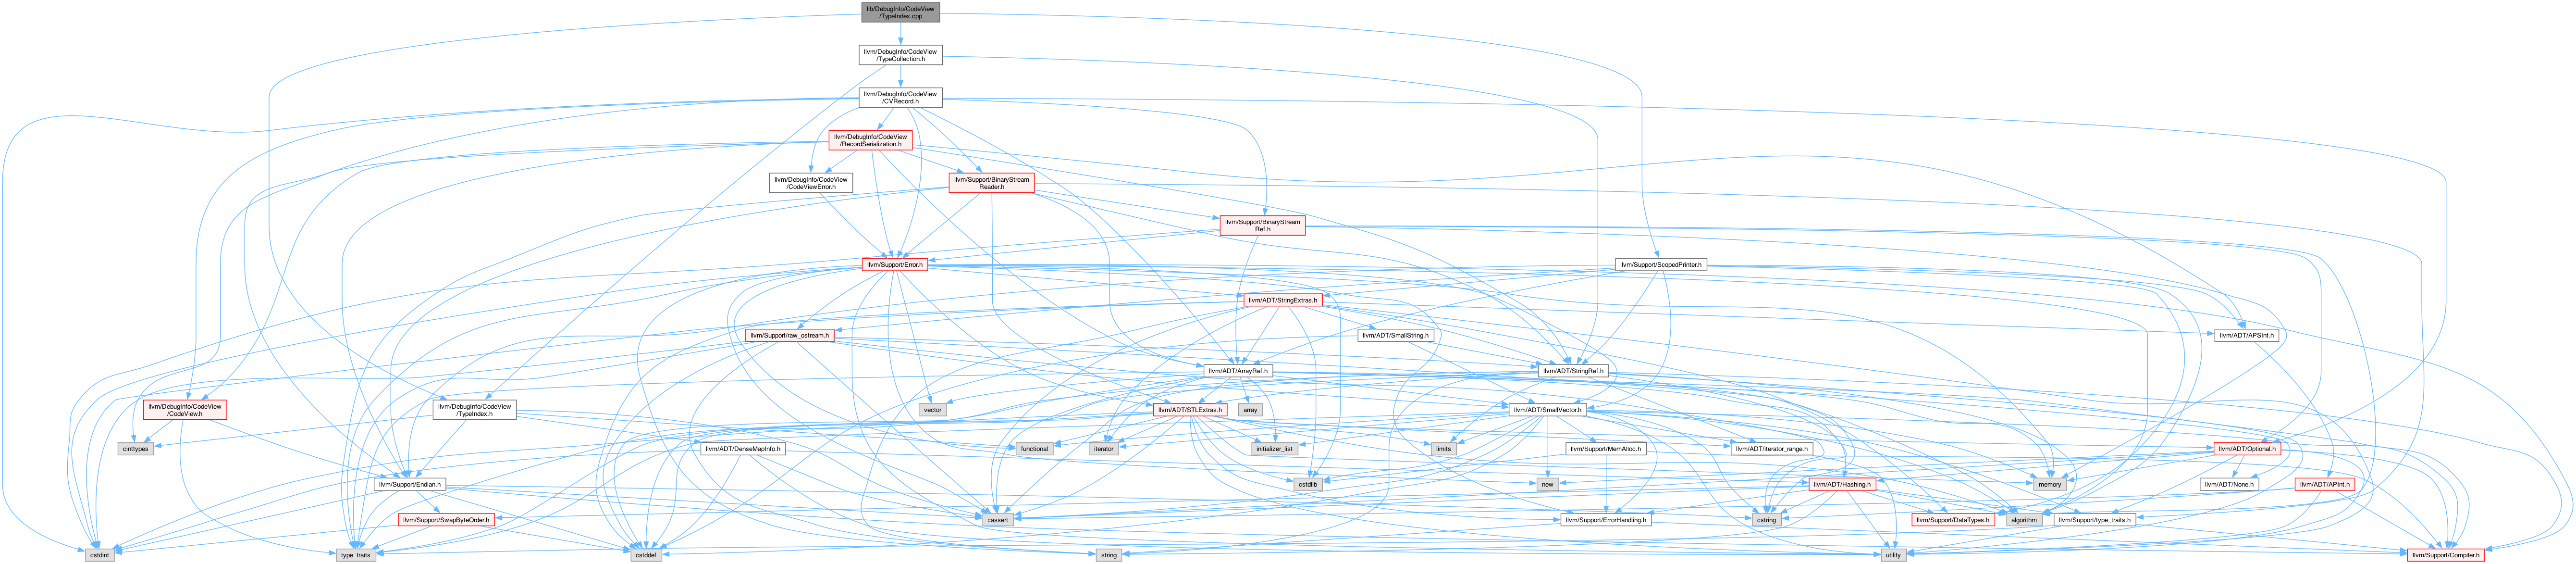 lib/DebugInfo/CodeView
/TypeIndex.cpp
llvm/DebugInfo/CodeView
/TypeCollection.h
llvm/DebugInfo/CodeView
/CVRecord.h
llvm/DebugInfo/CodeView
/RecordSerialization.h
llvm/DebugInfo/CodeView
/CodeViewError.h
llvm/Support/BinaryStream
Reader.h
llvm/Support/BinaryStream
Ref.h
llvm/Support/Error.h
llvm/Support/ScopedPrinter.h
llvm/ADT/StringExtras.h
llvm/Support/raw_ostream.h
llvm/ADT/SmallString.h
llvm/ADT/APSInt.h
llvm/ADT/ArrayRef.h
llvm/ADT/StringRef.h
llvm/DebugInfo/CodeView
/CodeView.h
llvm/DebugInfo/CodeView
/TypeIndex.h
vector
llvm/ADT/STLExtras.h
array
llvm/ADT/SmallVector.h
cinttypes
llvm/ADT/DenseMapInfo.h
functional
iterator
initializer_list
limits
llvm/Support/MemAlloc.h
llvm/ADT/iterator_range.h
llvm/ADT/Optional.h
llvm/Support/Endian.h
cstdlib
new
llvm/ADT/Hashing.h
memory
llvm/ADT/None.h
llvm/ADT/APInt.h
llvm/Support/SwapByteOrder.h
cassert
llvm/Support/ErrorHandling.h
cstring
llvm/Support/DataTypes.h
algorithm
llvm/Support/type_traits.h
cstdint
type_traits
cstddef
string
utility
llvm/Support/Compiler.h